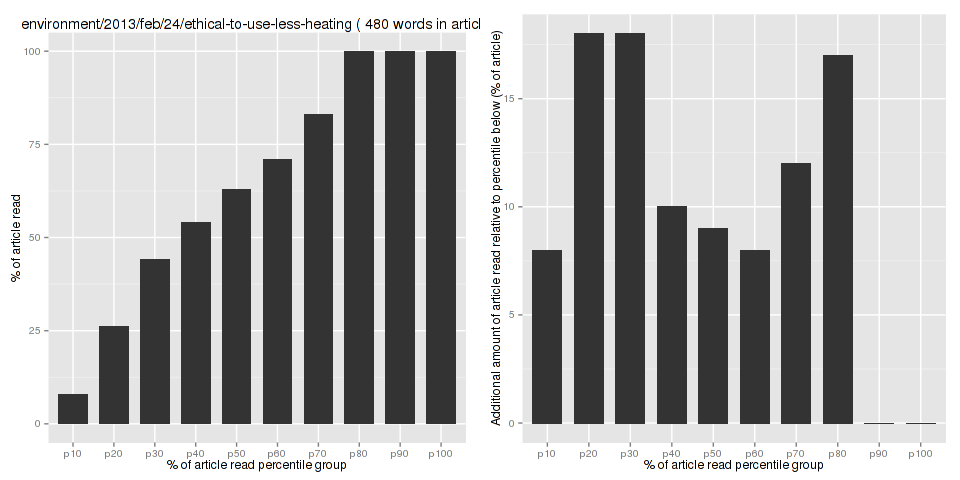 environment/2013/feb/24/ethical-to-use-less-heating ( 480 words in articl
% of article read
100
75
50
25
0
p10 p20 p30 p40 p50 p60 p70 p80 p90 p100
% of article read percentile group
Additional amount of article read relative to percentile below (% of article)
15
10
5
0
p10 p20 p30 p40 p50 p60 p70 p80 p90 p100
% of article read percentile group